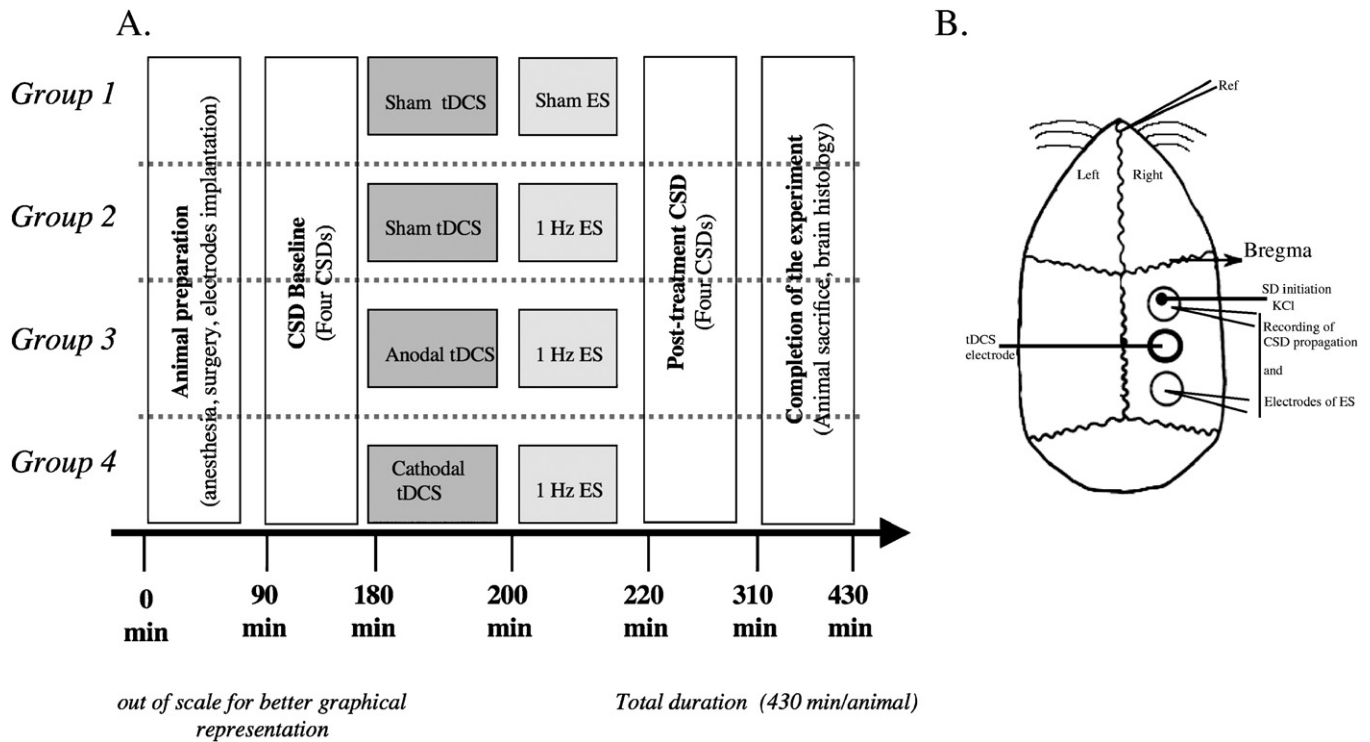 A.
Group 1
Group 2
Group 3
Group 4
Animal preparation
(anesthesia, surgery, electrodes implantation)
CSD Baseline
(Four CSDs)
Sham tDCS
Sham ES
Sham tDCS
1 Hz ES
Anodal tDCS
1 Hz ES
Cathodal
tDCS
1 Hz ES
Post-treatment CSD
(Four CSDs)
Completion of the experiment
(Animal sacrifice, brain histology)
0
min
90
min
180
min
200
min
220
min
310
min
430
min
out of scale for better graphical
representation
Total duration (430 min/animal)
B.
Ref
Left
Right
Bregma
SD initiation
KCl
Recording of
CSD propagation
tDCS
electrode
and
Electrodes of ES